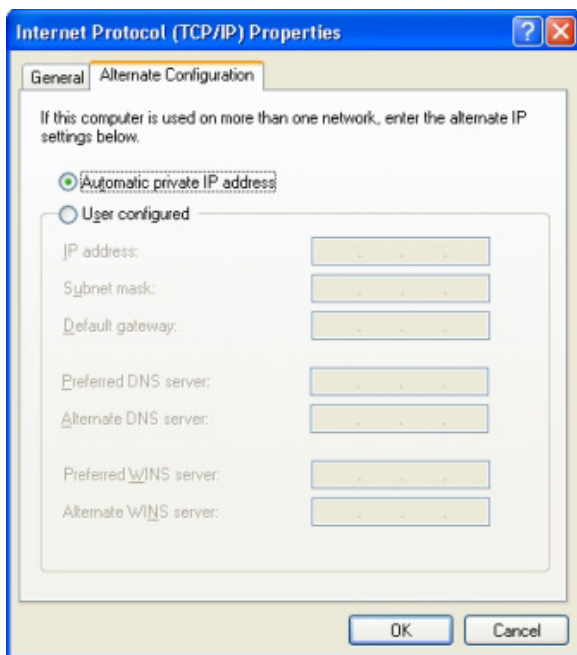 Internet Protocol (TCP/IP) Properties
General
Alternate Configuration
If this computer is used on more than one network, enter the alternate IP
settings below.
Automatic private IP address
User configured
IP address:
Subnet mask:
Default gateway:
Preferred DNS server:
Alternate DNS server:
Preferred WINS server:
Alternate WINS server:
OK
Cancel